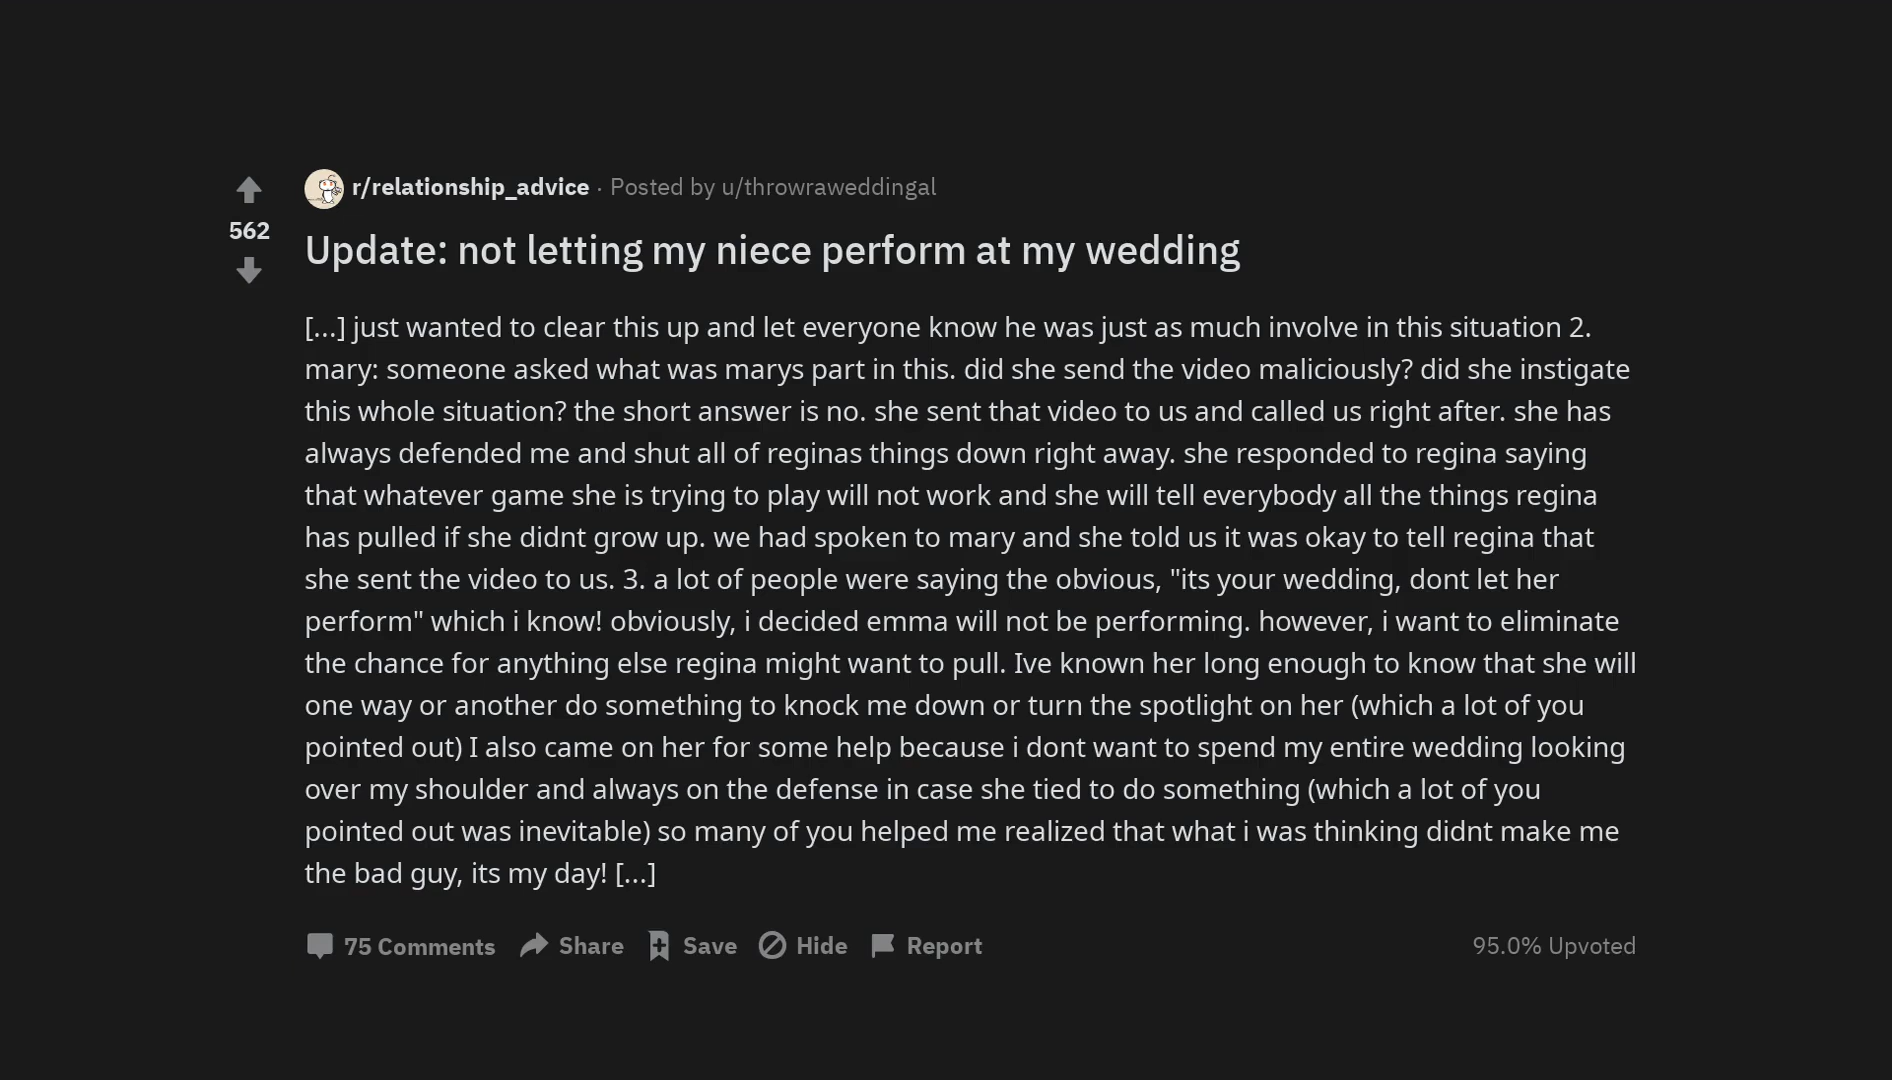 r/relationship_advice · Posted by u/throwraweddingal
562
Update: not letting my niece perform at my wedding
[...] just wanted to clear this up and let everyone know he was just as much involve in this situation 2.
mary: someone asked what was marys part in this. did she send the video maliciously? did she instigate
this whole situation? the short answer is no. she sent that video to us and called us right after. she has
always defended me and shut all of reginas things down right away. she responded to regina saying
that whatever game she is trying to play will not work and she will tell everybody all the things regina
has pulled if she didnt grow up. we had spoken to mary and she told us it was okay to tell regina that
she sent the video to us. 3. a lot of people were saying the obvious, "its your wedding, dont let her
perform" which i know! obviously, i decided emma will not be performing. however, i want to eliminate
the chance for anything else regina might want to pull. Ive known her long enough to know that she will
one way or another do something to knock me down or turn the spotlight on her (which a lot of you
pointed out) I also came on her for some help because i dont want to spend my entire wedding looking
over my shoulder and always on the defense in case she tied to do something (which a lot of you
pointed out was inevitable) so many of you helped me realized that what i was thinking didnt make me
the bad guy, its my day! [...]
75 Comments Share Save Hide Report 95.0% Upvoted